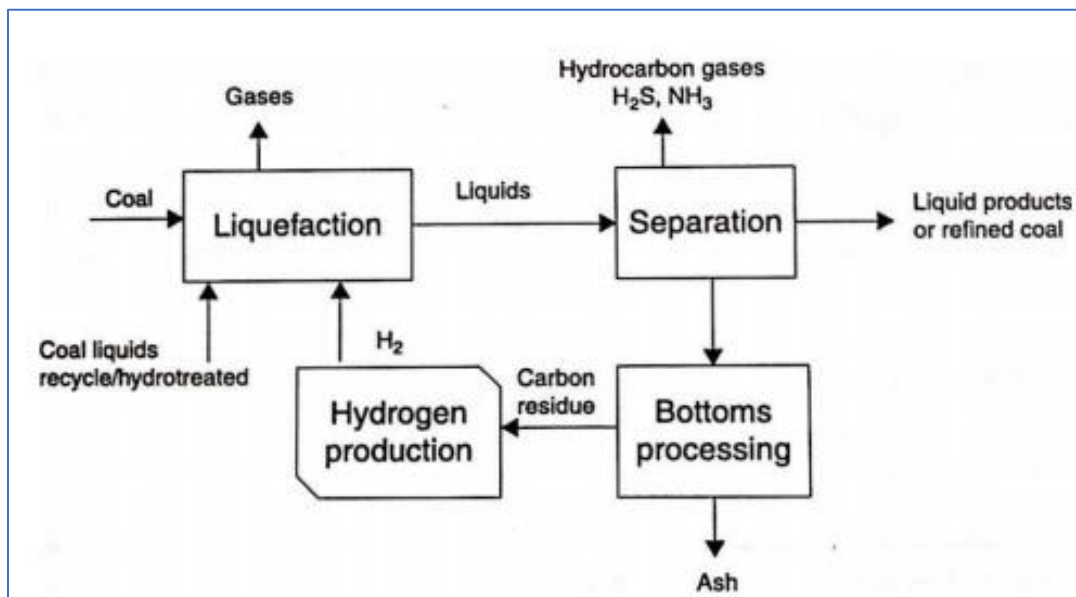 Hydrocarbon gases
H₂S, NH₃
Gases
Coal
Liquefaction
Liquids
Separation
Liquid products
or refined coal
Coal liquids
recycle/hydrotreated
H₂
Hydrogen
production
Carbon
residue
Bottoms
processing
Ash